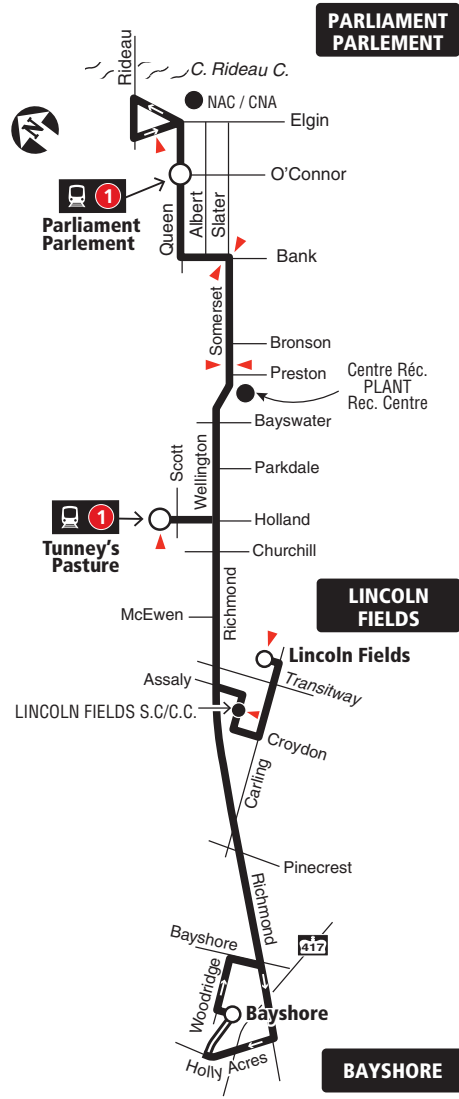 PARLIAMENT
PARLEMENT
Rideau
C. Rideau C.
NAC / CNA
Elgin
N
O'Connor
1
Parliament
Parlement
Queen
Albert
Slater
Bank
Somerset
Bronson
Preston
Centre Réc.
PLANT
Rec. Centre
Bayswater
Scott
Wellington
Parkdale
1
Holland
Tunney's
Pasture
Churchill
Richmond
LINCOLN
FIELDS
McEwen
Lincoln Fields
Assaly
Transitway
LINCOLN FIELDS S.C/C.C.
Croydon
Carling
Pinecrest
Richmond
Bayshore
417
Woodridge
Bayshore
Holly Acres
BAYSHORE